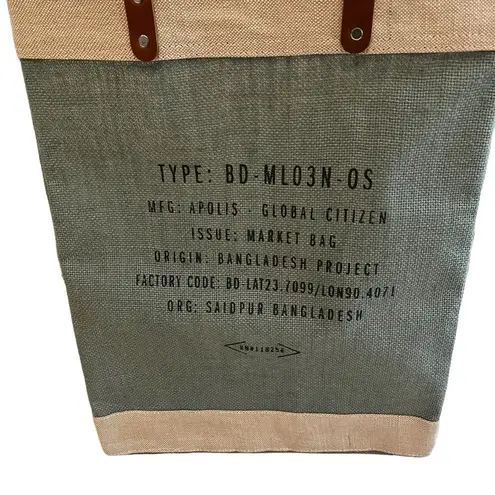 TYPE: BD-ML03N-OS
MFG: APOLIS - GLOBAL CITIZEN
ISSUE: MARKET BAG
ORIGIN: BANGLADESH PROJECT
FACTORY CODE: BD-LAT23.7099/LON90.4071
ORG: SAIDPUR BANGLADESH